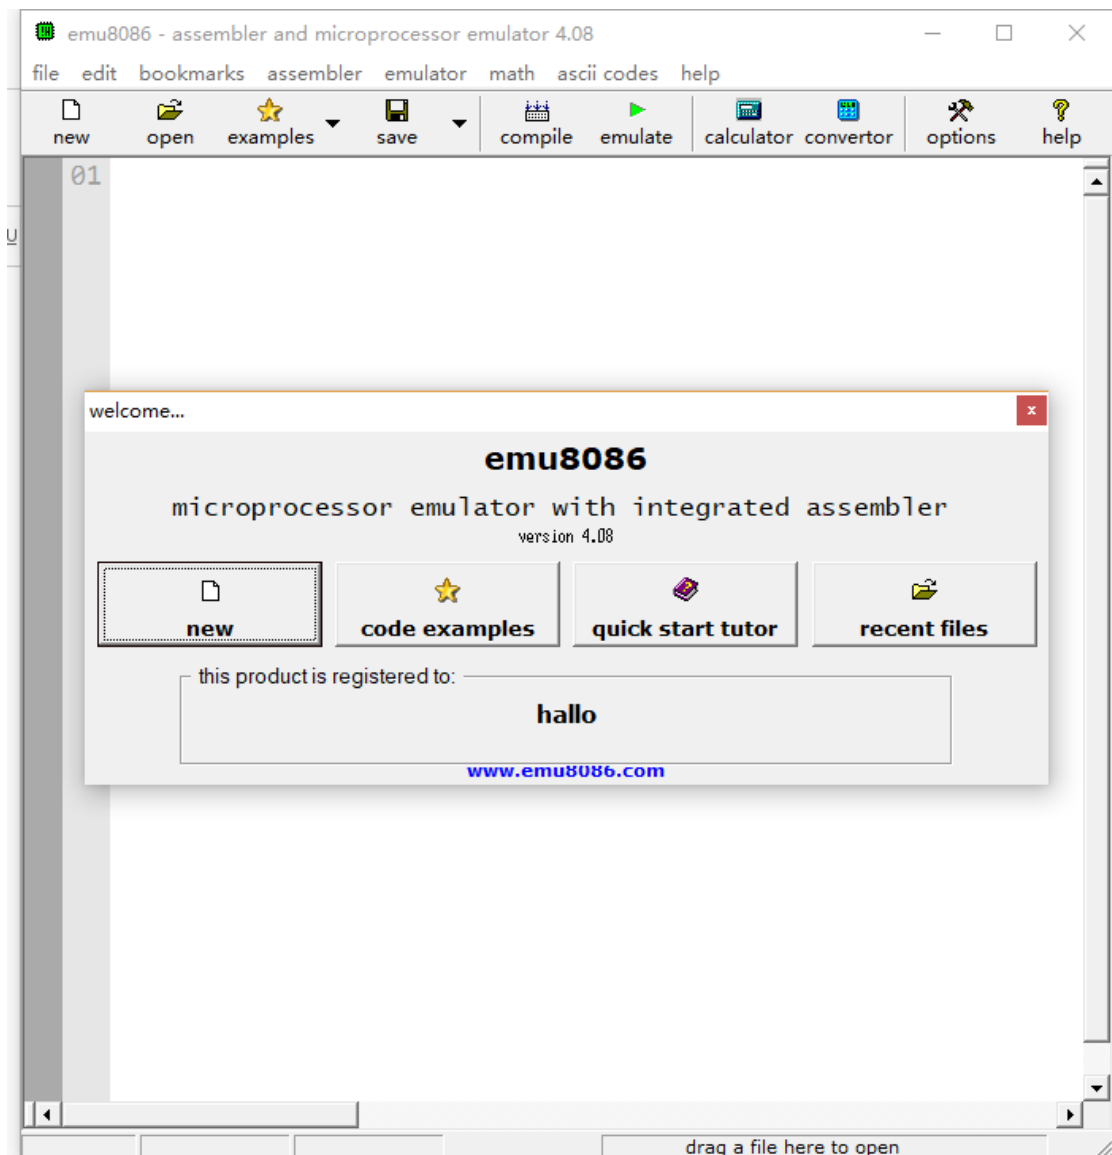 emu8086 - assembler and microprocessor emulator 4.08
file edit bookmarks assembler emulator math ascii codes help
new open examples save compile emulate calculator convertor options help
01
U
welcome...
emu8086
microprocessor emulator with integrated assembler
version 4.08
new code examples quick start tutor recent files
this product is registered to:
hallo
www.emu8086.com
drag a file here to open